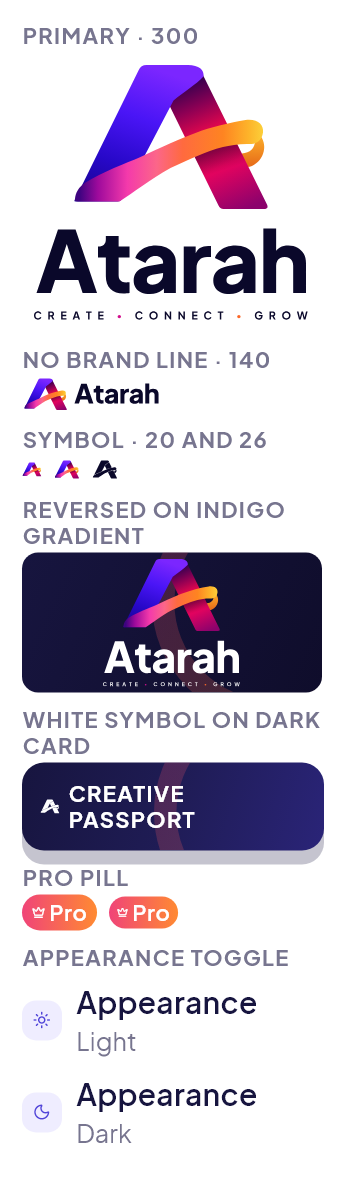 PRIMARY · 300
Atarah
CREATE • CONNECT • GROW
NO BRAND LINE · 140
Atarah
SYMBOL · 20 AND 26
REVERSED ON INDIGO
GRADIENT
Atarah
CREATE · CONNECT · GROW
WHITE SYMBOL ON DARK
CARD
CREATIVE
PASSPORT
PRO PILL
Pro Pro
APPEARANCE TOGGLE
Appearance
Light
Appearance
Dark